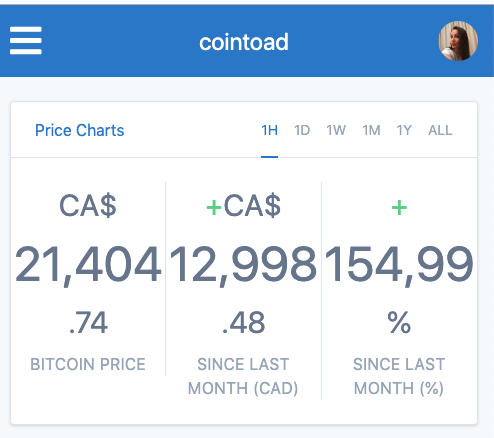 cointoad
Price Charts 1H 1D 1W 1M 1Y ALL
CA$ +CA$ +
21,404 12,998 154,99
.74 .48 %
BITCOIN PRICE SINCE LAST SINCE LAST
MONTH (CAD) MONTH (%)